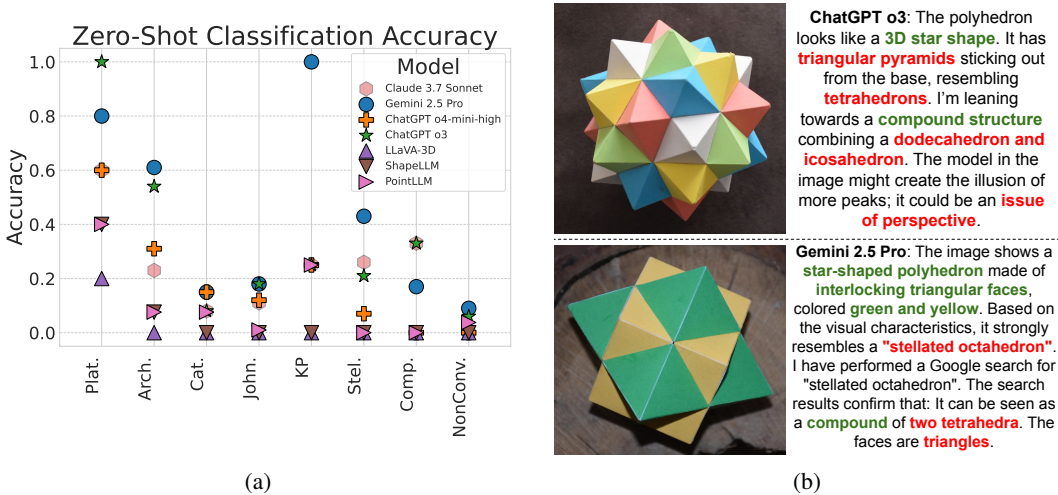 Zero-Shot Classification Accuracy
1.0
0.8
0.6
0.4
0.2
0.0
Accuracy
Model
Claude 3.7 Sonnet
Gemini 2.5 Pro
ChatGPT o4-mini-high
ChatGPT o3
LLaVA-3D
ShapeLLM
PointLLM
Plat.
Arch.
Cat.
John.
KP
Stel.
Comp.
NonConv.
(a)
ChatGPT o3: The polyhedron
looks like a 3D star shape. It has
triangular pyramids sticking out
from the base, resembling
tetrahedrons. I'm leaning
towards a compound structure
combining a dodecahedron and
icosahedron. The model in the
image might create the illusion of
more peaks; it could be an issue
of perspective.
Gemini 2.5 Pro: The image shows a
star-shaped polyhedron made of
interlocking triangular faces,
colored green and yellow. Based on
the visual characteristics, it strongly
resembles a "stellated octahedron".
I have performed a Google search for
"stellated octahedron". The search
results confirm that: It can be seen as
a compound of two tetrahedra. The
faces are triangles.
(b)